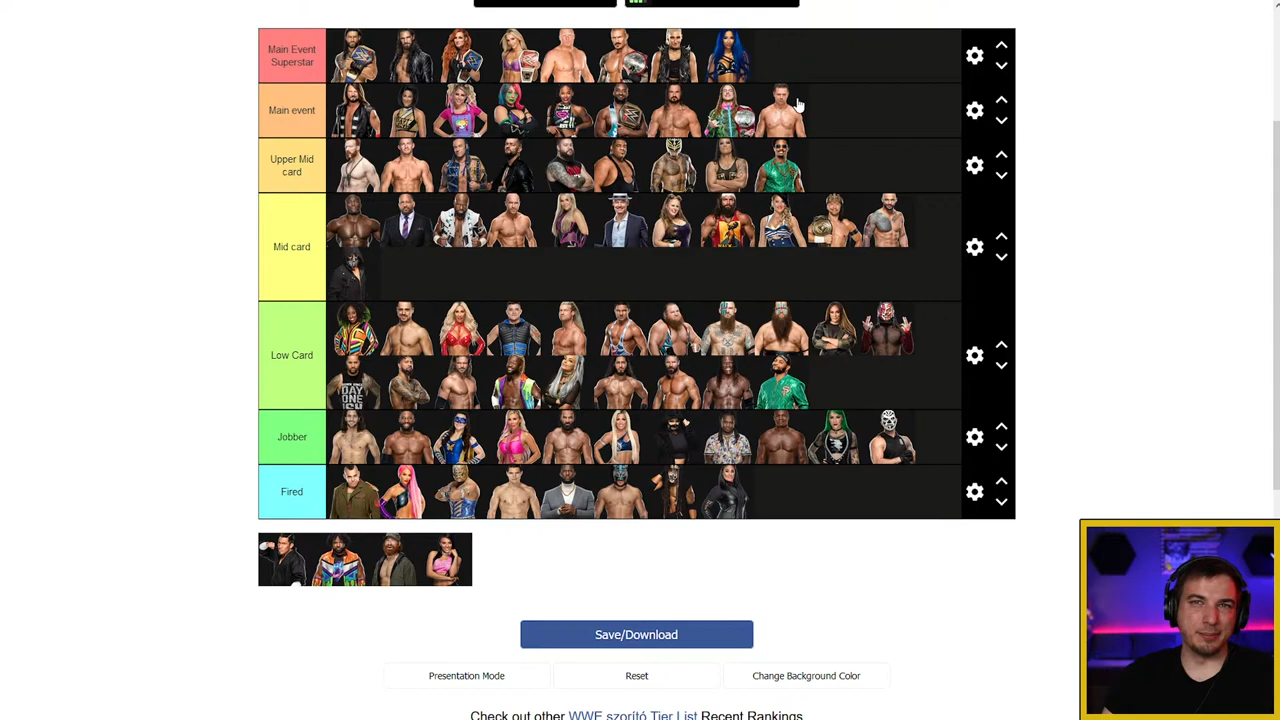 Main Event
Superstar
Main event
Upper Mid
card
Mid card
Low Card
Jobber
Fired
Save/Download
Presentation Mode
Reset
Change Background Color
Check out other WWE szorító Tier List Recent Rankings